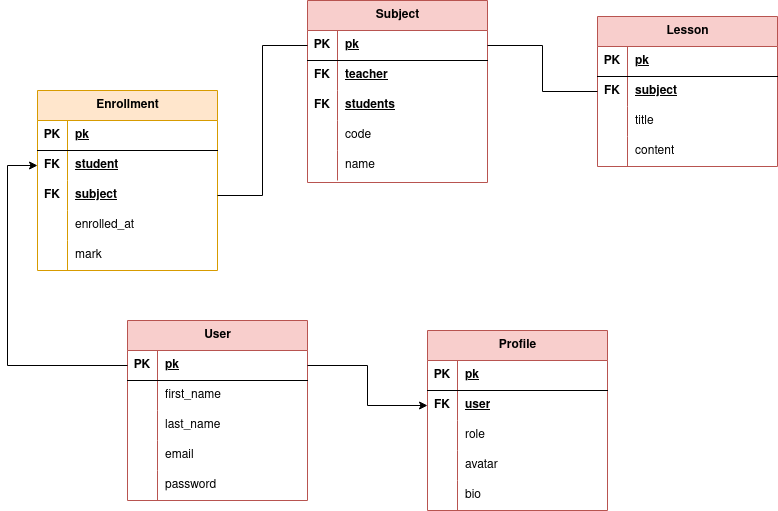 Subject
PK pk
FK teacher
FK students
code
name
Lesson
PK pk
FK subject
title
content
Enrollment
PK pk
FK student
FK subject
enrolled_at
mark
User
PK pk
first_name
last_name
email
password
Profile
PK pk
FK user
role
avatar
bio